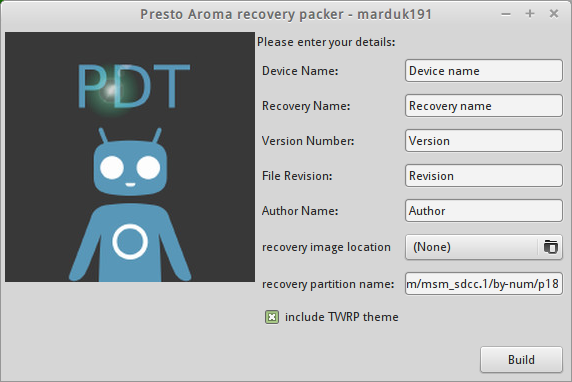 Presto Aroma recovery packer - marduk191
PDT
Please enter your details:
Device Name: Device name
Recovery Name: Recovery name
Version Number: Version
File Revision: Revision
Author Name: Author
recovery image location (None)
recovery partition name: m/msm_sdcc.1/by-num/p18
include TWRP theme
Build